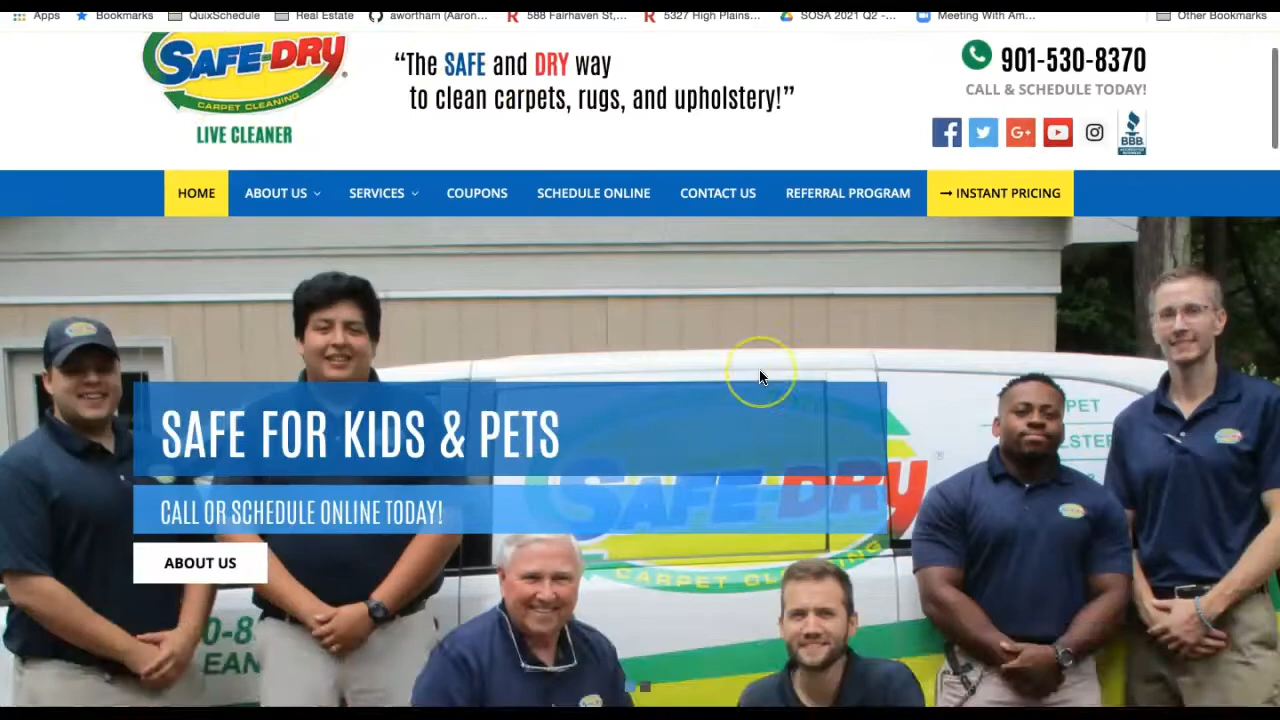 Apps
Bookmarks
QuixSchedule
Real Estate
awortham (Aaron...
588 Fairhaven St,...
5327 High Plains...
SOSA 2021 Q2 -...
Meeting With Am...
Other Bookmarks
SAFE-DRY
CARPET CLEANING
LIVE CLEANER
“The SAFE and DRY way
to clean carpets, rugs, and upholstery!”
901-530-8370
CALL & SCHEDULE TODAY!
BBB
HOME
ABOUT US
SERVICES
COUPONS
SCHEDULE ONLINE
CONTACT US
REFERRAL PROGRAM
INSTANT PRICING
SAFE FOR KIDS & PETS
CALL OR SCHEDULE ONLINE TODAY!
ABOUT US
SAFE-DRY
CARPET